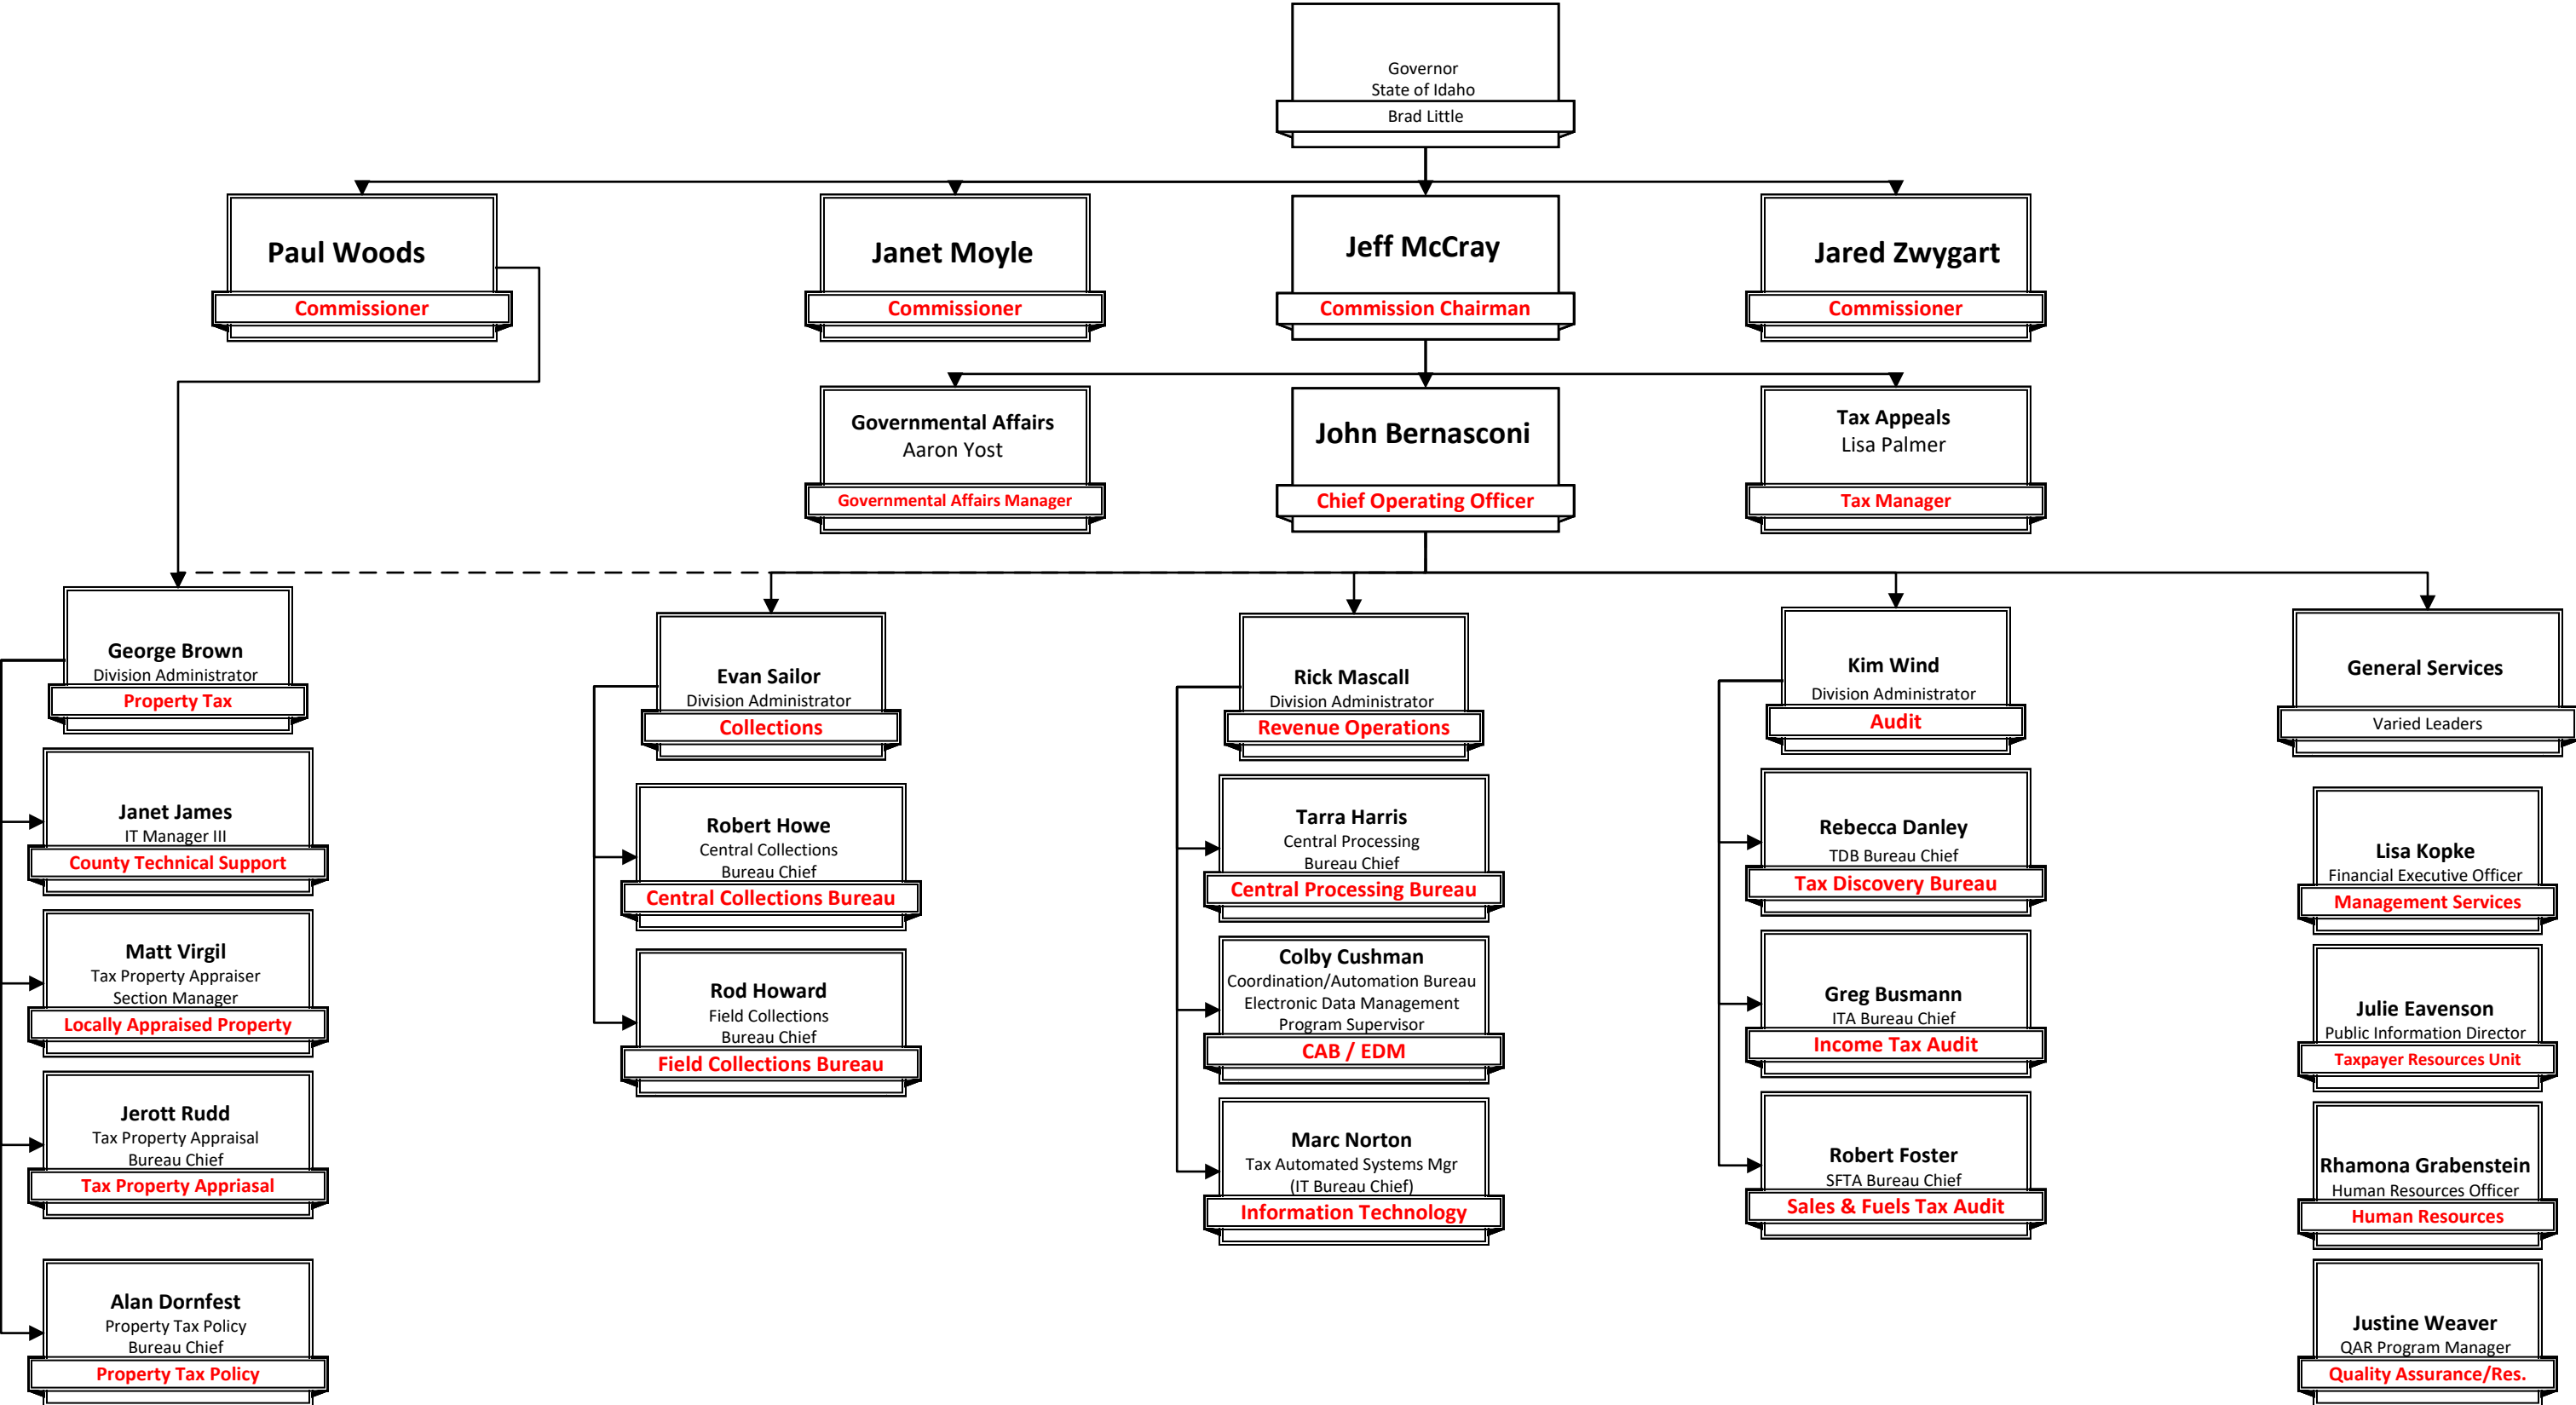 Governor
State of Idaho
Brad Little
Paul Woods
Commissioner
Janet Moyle
Commissioner
Jeff McCray
Commission Chairman
Jared Zwygart
Commissioner
Governmental Affairs
Aaron Yost
Governmental Affairs Manager
John Bernasconi
Chief Operating Officer
Tax Appeals
Lisa Palmer
Tax Manager
George Brown
Division Administrator
Property Tax
Janet James
IT Manager III
County Technical Support
Matt Virgil
Tax Property Appraiser
Section Manager
Locally Appraised Property
Jerott Rudd
Tax Property Appraisal
Bureau Chief
Tax Property Appriasal
Alan Dornfest
Property Tax Policy
Bureau Chief
Property Tax Policy
Evan Sailor
Division Administrator
Collections
Robert Howe
Central Collections
Bureau Chief
Central Collections Bureau
Rod Howard
Field Collections
Bureau Chief
Field Collections Bureau
Rick Mascall
Division Administrator
Revenue Operations
Tarra Harris
Central Processing
Bureau Chief
Central Processing Bureau
Colby Cushman
Coordination/Automation Bureau
Electronic Data Management
Program Supervisor
CAB / EDM
Marc Norton
Tax Automated Systems Mgr
(IT Bureau Chief)
Information Technology
Kim Wind
Division Administrator
Audit
Rebecca Danley
TDB Bureau Chief
Tax Discovery Bureau
Greg Busmann
ITA Bureau Chief
Income Tax Audit
Robert Foster
SFTA Bureau Chief
Sales & Fuels Tax Audit
General Services
Varied Leaders
Lisa Kopke
Financial Executive Officer
Management Services
Julie Eavenson
Public Information Director
Taxpayer Resources Unit
Rhamona Grabenstein
Human Resources Officer
Human Resources
Justine Weaver
QAR Program Manager
Quality Assurance/Res.